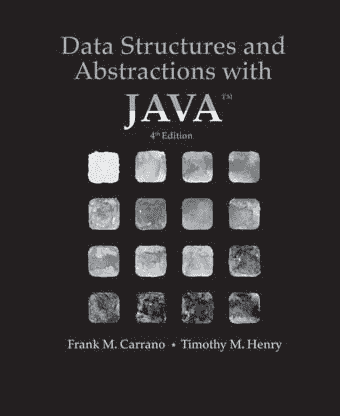 Data Structures and
Abstractions with
JAVA™
4th Edition
Frank M. Carrano • Timothy M. Henry